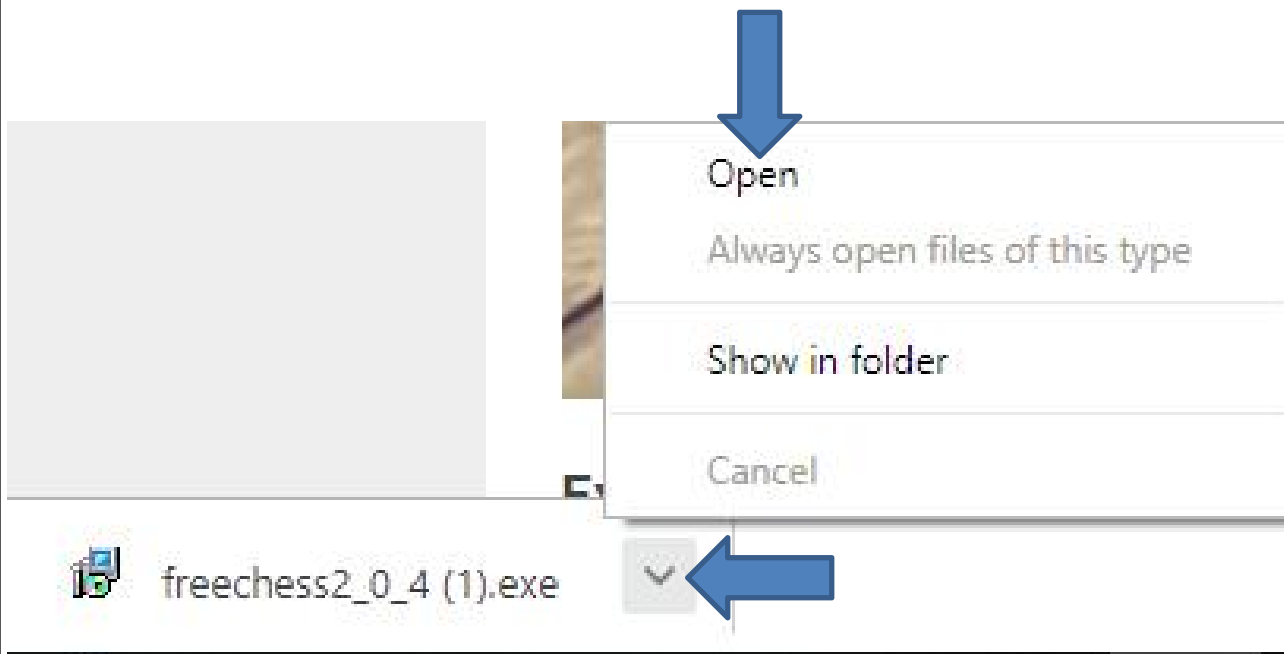 Open
Always open files of this type
Show in folder
Cancel
freechess2_0_4 (1).exe